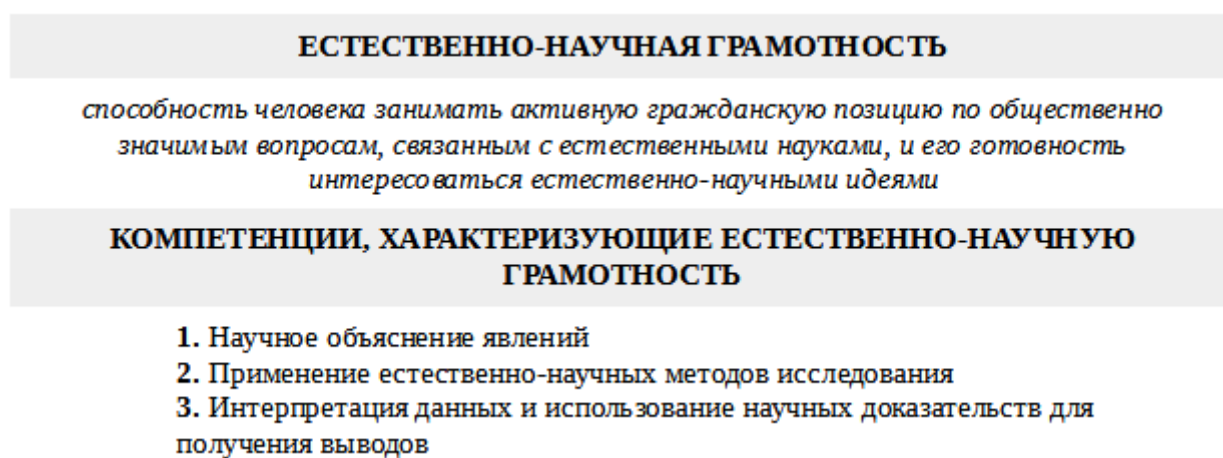 ЕСТЕСТВЕННО-НАУЧНАЯ ГРАМОТНОСТЬ
способность человека занимать активную гражданскую позицию по общественно
значимым вопросам, связанным с естественными науками, и его готовность
интересоваться естественно-научными идеями
КОМПЕТЕНЦИИ, ХАРАКТЕРИЗУЮЩИЕ ЕСТЕСТВЕННО-НАУЧНУЮ
ГРАМОТНОСТЬ
1. Научное объяснение явлений
2. Применение естественно-научных методов исследования
3. Интерпретация данных и использование научных доказательств для
получения выводов